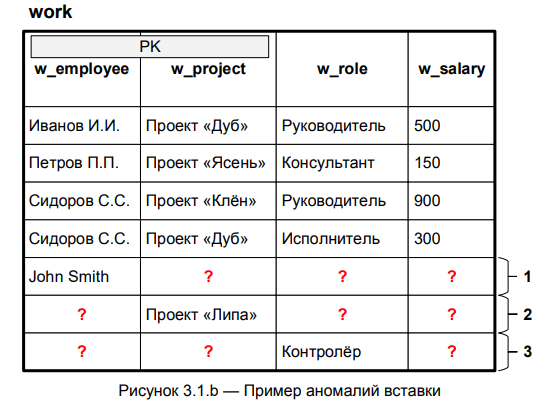 work
PK
w_employee w_project w_role w_salary
Иванов И.И. Проект «Дуб» Руководитель 500
Петров П.П. Проект «Ясень» Консультант 150
Сидоров С.С. Проект «Клён» Руководитель 900
Сидоров С.С. Проект «Дуб» Исполнитель 300
John Smith ? ? ? 1
? Проект «Липа» ? ? 2
? ? Контролёр ? 3
Рисунок 3.1.b — Пример аномалий вставки